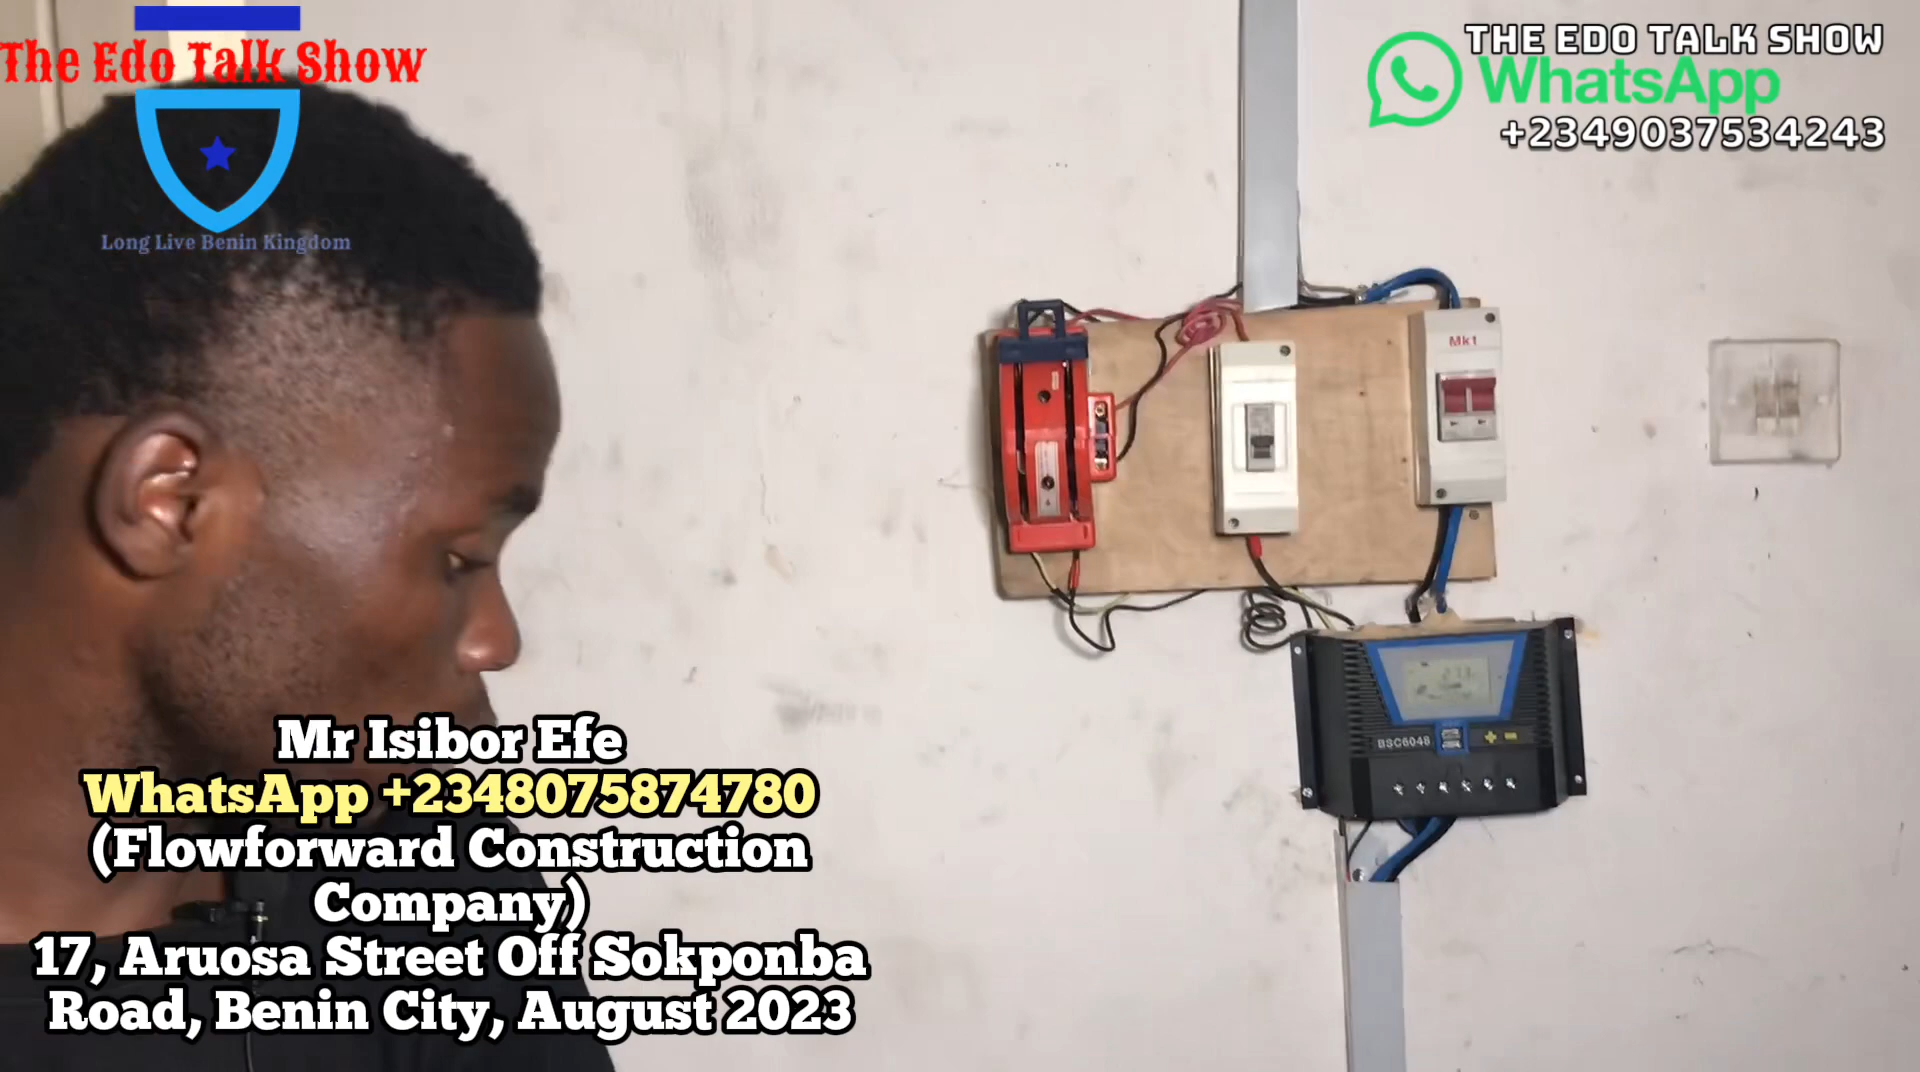 The Edo Talk Show
Long Live Benin Kingdom
THE EDO TALK SHOW
WhatsApp
+2349037534243
Mk1
BSC6048
Mr Isibor Efe
WhatsApp +2348075874780
(Flowforward Construction
Company)
17, Aruosa Street Off Sokponba
Road, Benin City, August 2023